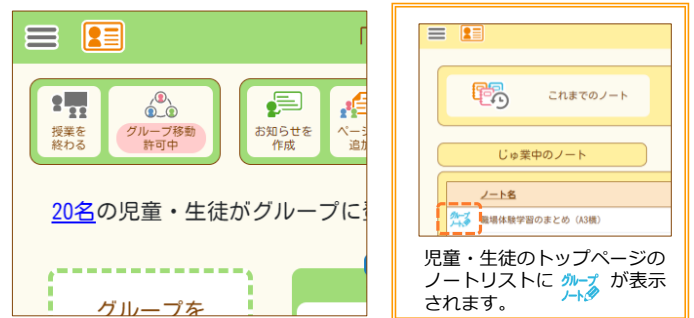 授業を
終わる
グループ移動
許可中
お知らせを
作成
20名の児童・生徒がグループに
グループを
これまでのノート
じゅ業中のノート
ノート名
グループ
ノート
職場体験学習のまとめ（A3横）
児童・生徒のトップページの
ノートリストに グループ が表示
ノート
されます。